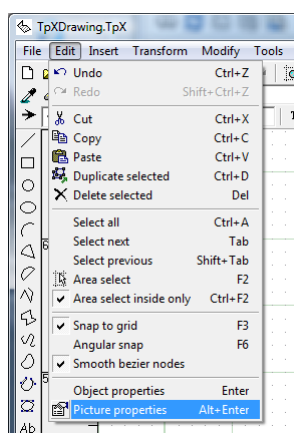 TpXDrawing.TpX
File Edit Insert Transform Modify Tools
Undo Ctrl+Z
Redo Shift+Ctrl+Z
Cut Ctrl+X
Copy Ctrl+C
Paste Ctrl+V
Duplicate selected Ctrl+D
Delete selected Del
Select all Ctrl+A
Select next Tab
Select previous Shift+Tab
Area select F2
Area select inside only Ctrl+F2
Snap to grid F3
Angular snap F6
Smooth bezier nodes
Object properties Enter
Picture properties Alt+Enter
Ab